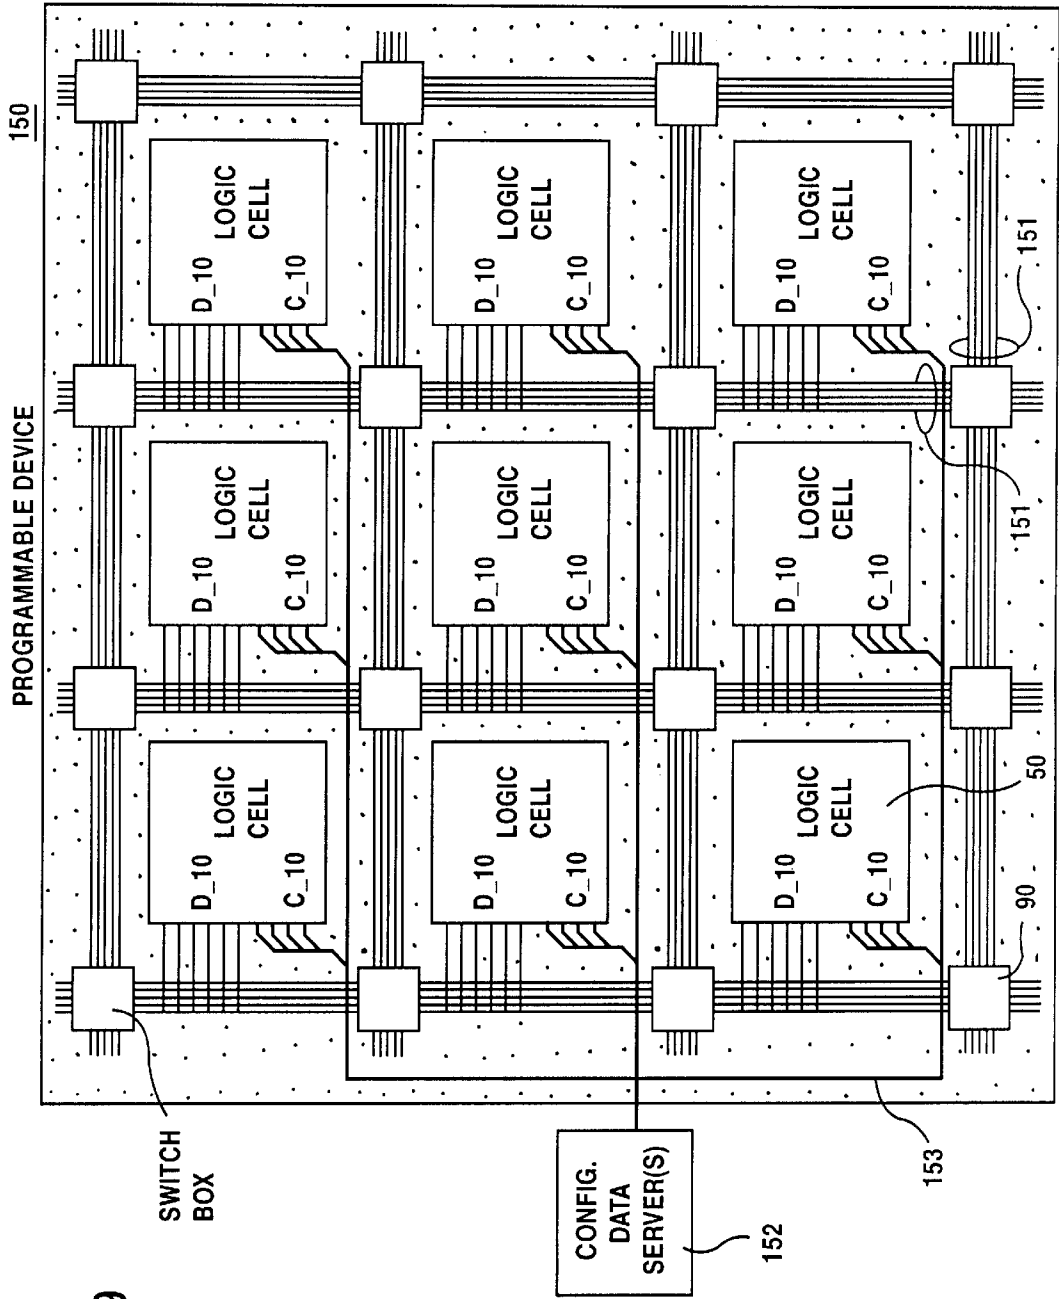 PROGRAMMABLE DEVICE 150
9
SWITCH
BOX
D_10
LOGIC
CELL
C_10
D_10
LOGIC
CELL
C_10
D_10
LOGIC
CELL
C_10
D_10
LOGIC
CELL
C_10
D_10
LOGIC
CELL
C_10
D_10
LOGIC
CELL
C_10
CONFIG.
DATA
SERVER(S)
152
D_10
LOGIC
CELL
C_10
D_10
LOGIC
CELL
C_10
D_10
LOGIC
CELL
C_10
153
90
50
151
151